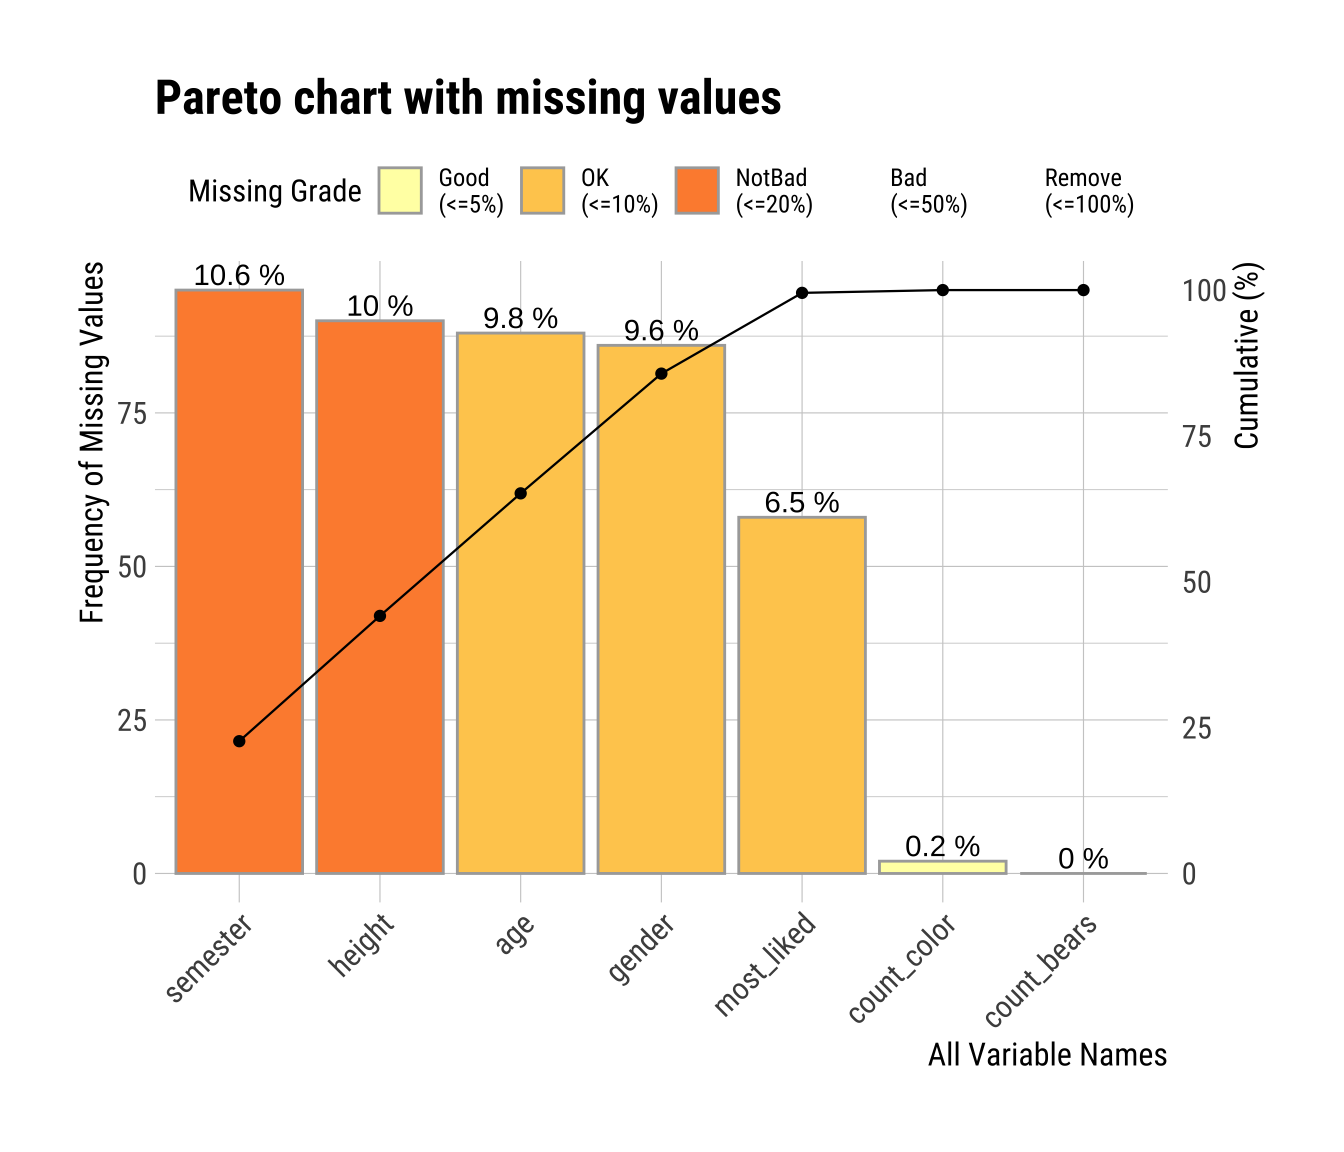 Pareto chart with missing values
Missing Grade
Good
(<=5%)
OK
(<=10%)
NotBad
(<=20%)
Bad
(<=50%)
Remove
(<=100%)
Frequency of Missing Values
75
50
25
0
10.6 %
10 %
9.8 %
9.6 %
6.5 %
0.2 %
0 %
100
75
50
25
0
Cumulative (%)
semester
height
age
gender
most_liked
count_color
count_bears
All Variable Names